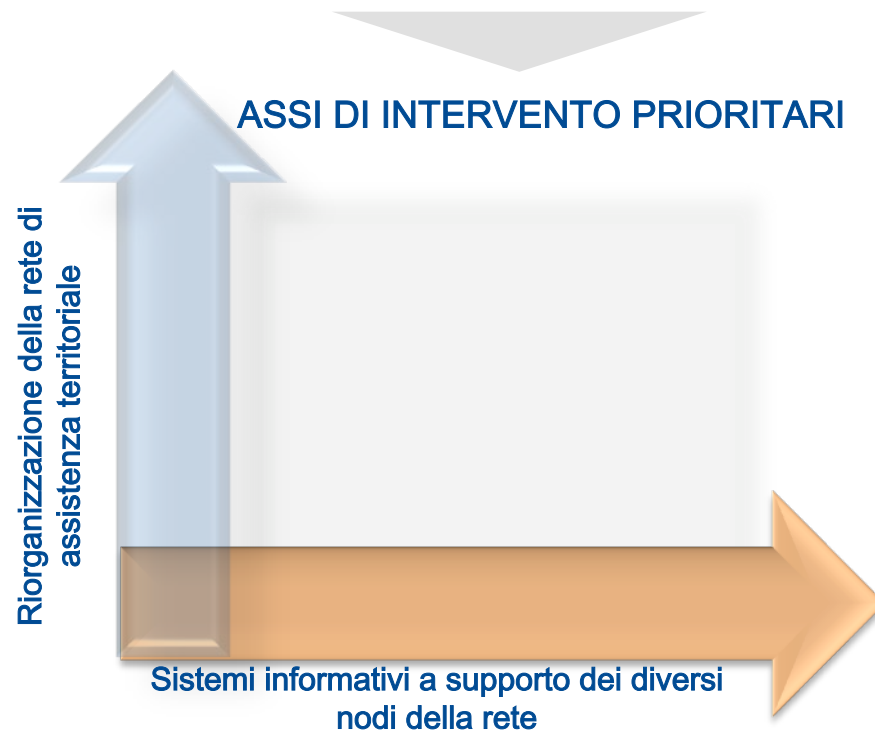 ASSI DI INTERVENTO PRIORITARI
Riorganizzazione della rete di
assistenza territoriale
Sistemi informativi a supporto dei diversi
nodi della rete